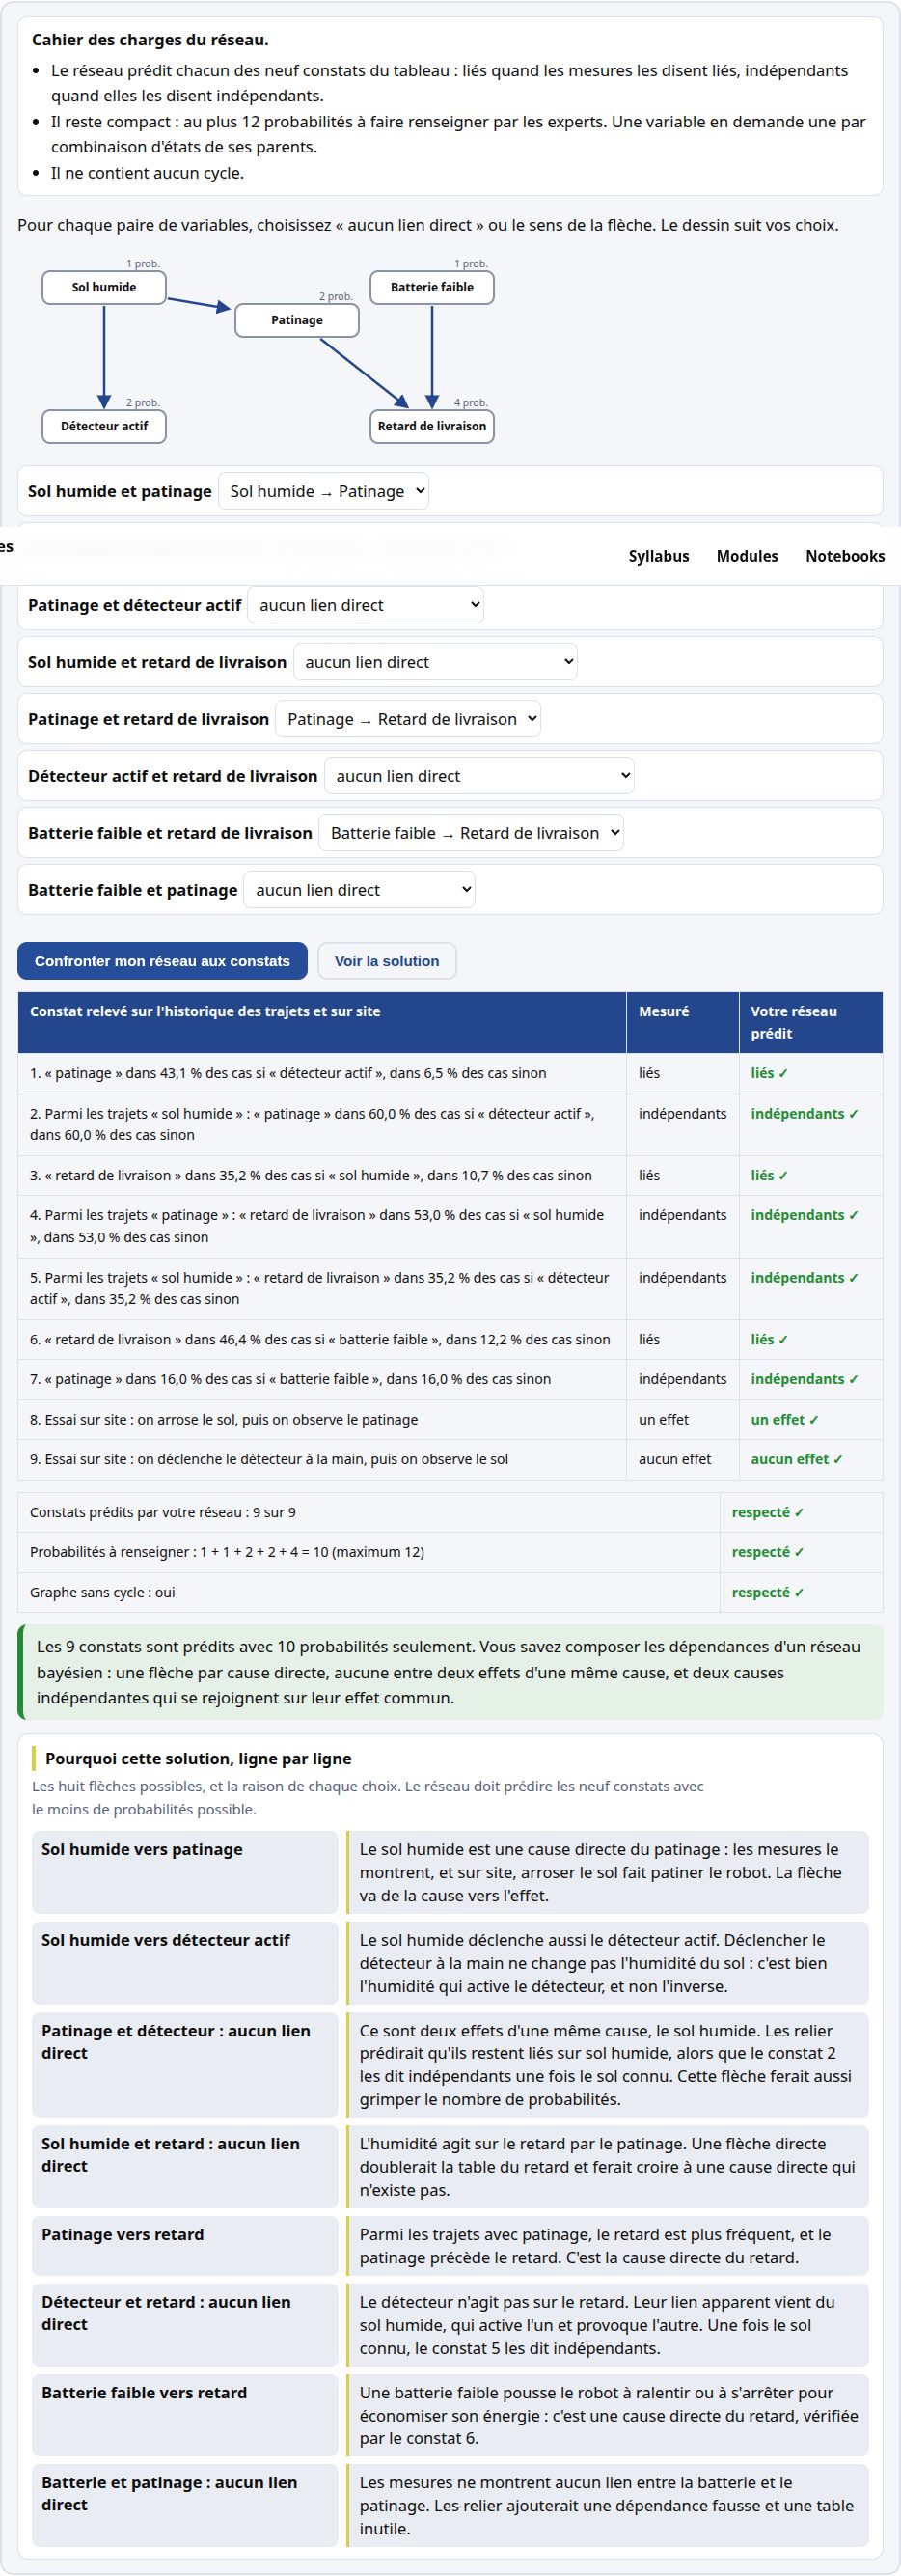 Cahier des charges du réseau.
• Le réseau prédit chacun des neuf constats du tableau : liés quand les mesures les disent liés, indépendants
quand elles les disent indépendants.
• Il reste compact : au plus 12 probabilités à faire renseigner par les experts. Une variable en demande une par
combinaison d'états de ses parents.
• Il ne contient aucun cycle.
Pour chaque paire de variables, choisissez « aucun lien direct » ou le sens de la flèche. Le dessin suit vos choix.
1 prob.
Sol humide
2 prob.
Patinage
1 prob.
Batterie faible
2 prob.
Détecteur actif
4 prob.
Retard de livraison
Sol humide et patinage Sol humide → Patinage
es
Syllabus Modules Notebooks
Patinage et détecteur actif aucun lien direct
Sol humide et retard de livraison aucun lien direct
Patinage et retard de livraison Patinage → Retard de livraison
Détecteur actif et retard de livraison aucun lien direct
Batterie faible et retard de livraison Batterie faible → Retard de livraison
Batterie faible et patinage aucun lien direct
Confronter mon réseau aux constats Voir la solution
Constat relevé sur l'historique des trajets et sur site Mesuré Votre réseau
prédit
1. « patinage » dans 43,1 % des cas si « détecteur actif », dans 6,5 % des cas sinon liés liés ✓
2. Parmi les trajets « sol humide » : « patinage » dans 60,0 % des cas si « détecteur actif », indépendants indépendants ✓
dans 60,0 % des cas sinon
3. « retard de livraison » dans 35,2 % des cas si « sol humide », dans 10,7 % des cas sinon liés liés ✓
4. Parmi les trajets « patinage » : « retard de livraison » dans 53,0 % des cas si « sol humide indépendants indépendants ✓
», dans 53,0 % des cas sinon
5. Parmi les trajets « sol humide » : « retard de livraison » dans 35,2 % des cas si « détecteur indépendants indépendants ✓
actif », dans 35,2 % des cas sinon
6. « retard de livraison » dans 46,4 % des cas si « batterie faible », dans 12,2 % des cas sinon liés liés ✓
7. « patinage » dans 16,0 % des cas si « batterie faible », dans 16,0 % des cas sinon indépendants indépendants ✓
8. Essai sur site : on arrose le sol, puis on observe le patinage un effet un effet ✓
9. Essai sur site : on déclenche le détecteur à la main, puis on observe le sol aucun effet aucun effet ✓
Constats prédits par votre réseau : 9 sur 9 respecté ✓
Probabilités à renseigner : 1 + 1 + 2 + 2 + 4 = 10 (maximum 12) respecté ✓
Graphe sans cycle : oui respecté ✓
Les 9 constats sont prédits avec 10 probabilités seulement. Vous savez composer les dépendances d'un réseau
bayésien : une flèche par cause directe, aucune entre deux effets d'une même cause, et deux causes
indépendantes qui se rejoignent sur leur effet commun.
Pourquoi cette solution, ligne par ligne
Les huit flèches possibles, et la raison de chaque choix. Le réseau doit prédire les neuf constats avec
le moins de probabilités possible.
Sol humide vers patinage
Le sol humide est une cause directe du patinage : les mesures le
montrent, et sur site, arroser le sol fait patiner le robot. La flèche
va de la cause vers l'effet.
Sol humide vers détecteur actif
Le sol humide déclenche aussi le détecteur actif. Déclencher le
détecteur à la main ne change pas l'humidité du sol : c'est bien
l'humidité qui active le détecteur, et non l'inverse.
Patinage et détecteur : aucun lien
direct
Ce sont deux effets d'une même cause, le sol humide. Les relier
prédirait qu'ils restent liés sur sol humide, alors que le constat 2
les dit indépendants une fois le sol connu. Cette flèche ferait aussi
grimper le nombre de probabilités.
Sol humide et retard : aucun lien
direct
L'humidité agit sur le retard par le patinage. Une flèche directe
doublerait la table du retard et ferait croire à une cause directe qui
n'existe pas.
Patinage vers retard
Parmi les trajets avec patinage, le retard est plus fréquent, et le
patinage précède le retard. C'est la cause directe du retard.
Détecteur et retard : aucun lien
direct
Le détecteur n'agit pas sur le retard. Leur lien apparent vient du
sol humide, qui active l'un et provoque l'autre. Une fois le sol
connu, le constat 5 les dit indépendants.
Batterie faible vers retard
Une batterie faible pousse le robot à ralentir ou à s'arrêter pour
économiser son énergie : c'est une cause directe du retard, vérifiée
par le constat 6.
Batterie et patinage : aucun lien
direct
Les mesures ne montrent aucun lien entre la batterie et le
patinage. Les relier ajouterait une dépendance fausse et une table
inutile.